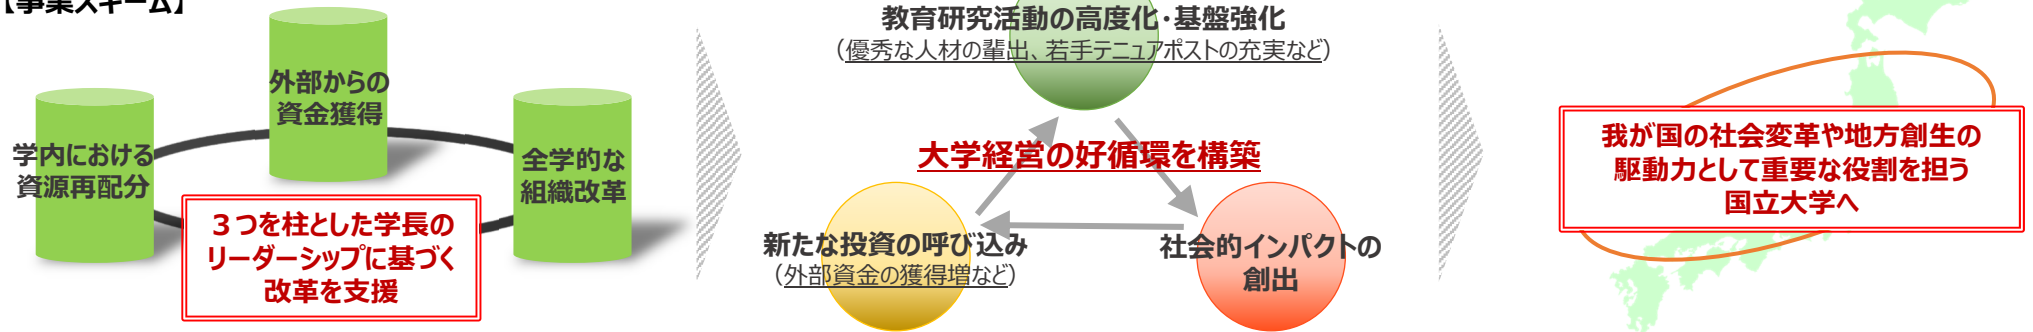 【事業スキーム】
外部からの
資金獲得
学内における
資源再配分
全学的な
組織改革
３つを柱とした学長の
リーダーシップに基づく
改革を支援
教育研究活動の高度化・基盤強化
（優秀な人材の輩出、若手テニュアポストの充実など）
大学経営の好循環を構築
新たな投資の呼び込み
（外部資金の獲得増など）
社会的インパクトの
創出
我が国の社会変革や地方創生の
駆動力として重要な役割を担う
国立大学へ